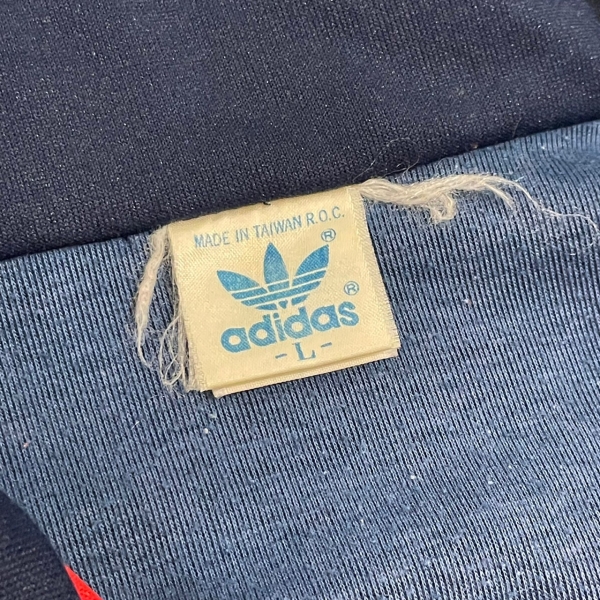 MADE IN TAIWAN R.O.C.
®
adidas®
-L-